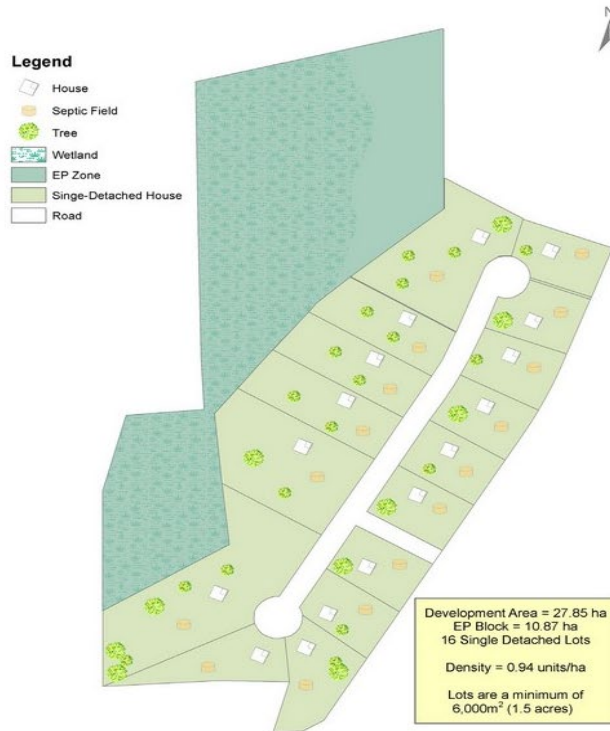 N
Legend
House
Septic Field
Tree
Wetland
EP Zone
Singe-Detached House
Road
Development Area = 27.85 ha
EP Block = 10.87 ha
16 Single Detached Lots
Density = 0.94 units/ha
Lots are a minimum of
6,000m² (1.5 acres)